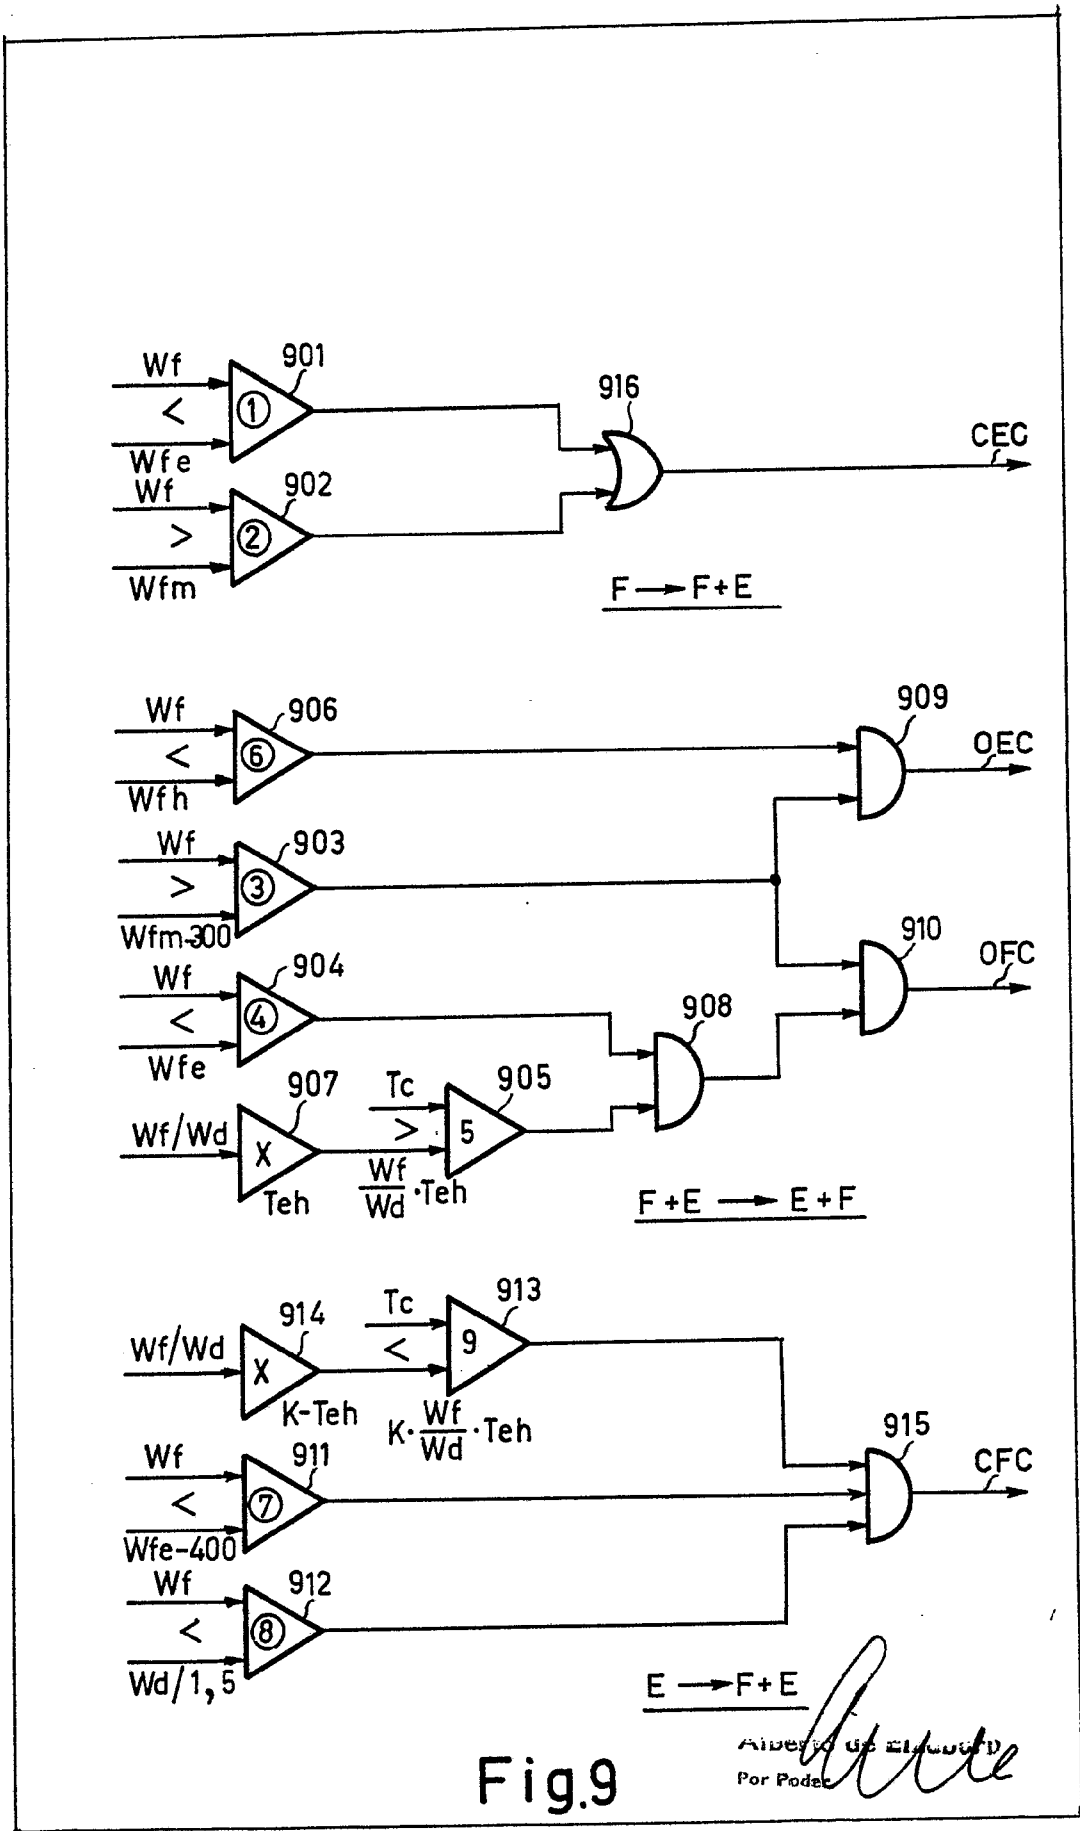 Wf
901
<
①
Wfe
916
CEC
Wf
902
>
②
Wfm
F → F+E
Wf
906
909
<
⑥
OEC
Wfh
Wf
903
>
③
Wfm-300
910
Wf
904
OFC
<
④
908
Wfe
907
Tc
905
Wf/Wd
X
>
5
Teh
Wf/Wd · Teh
F+E → E+F
914
Tc
913
Wf/Wd
X
<
9
K-Teh
K · Wf/Wd · Teh
915
Wf
911
CFC
<
⑦
Wfe-400
Wf
912
<
⑧
Wd/1,5
E → F+E
Alberto de
Por Poder
Fig.9